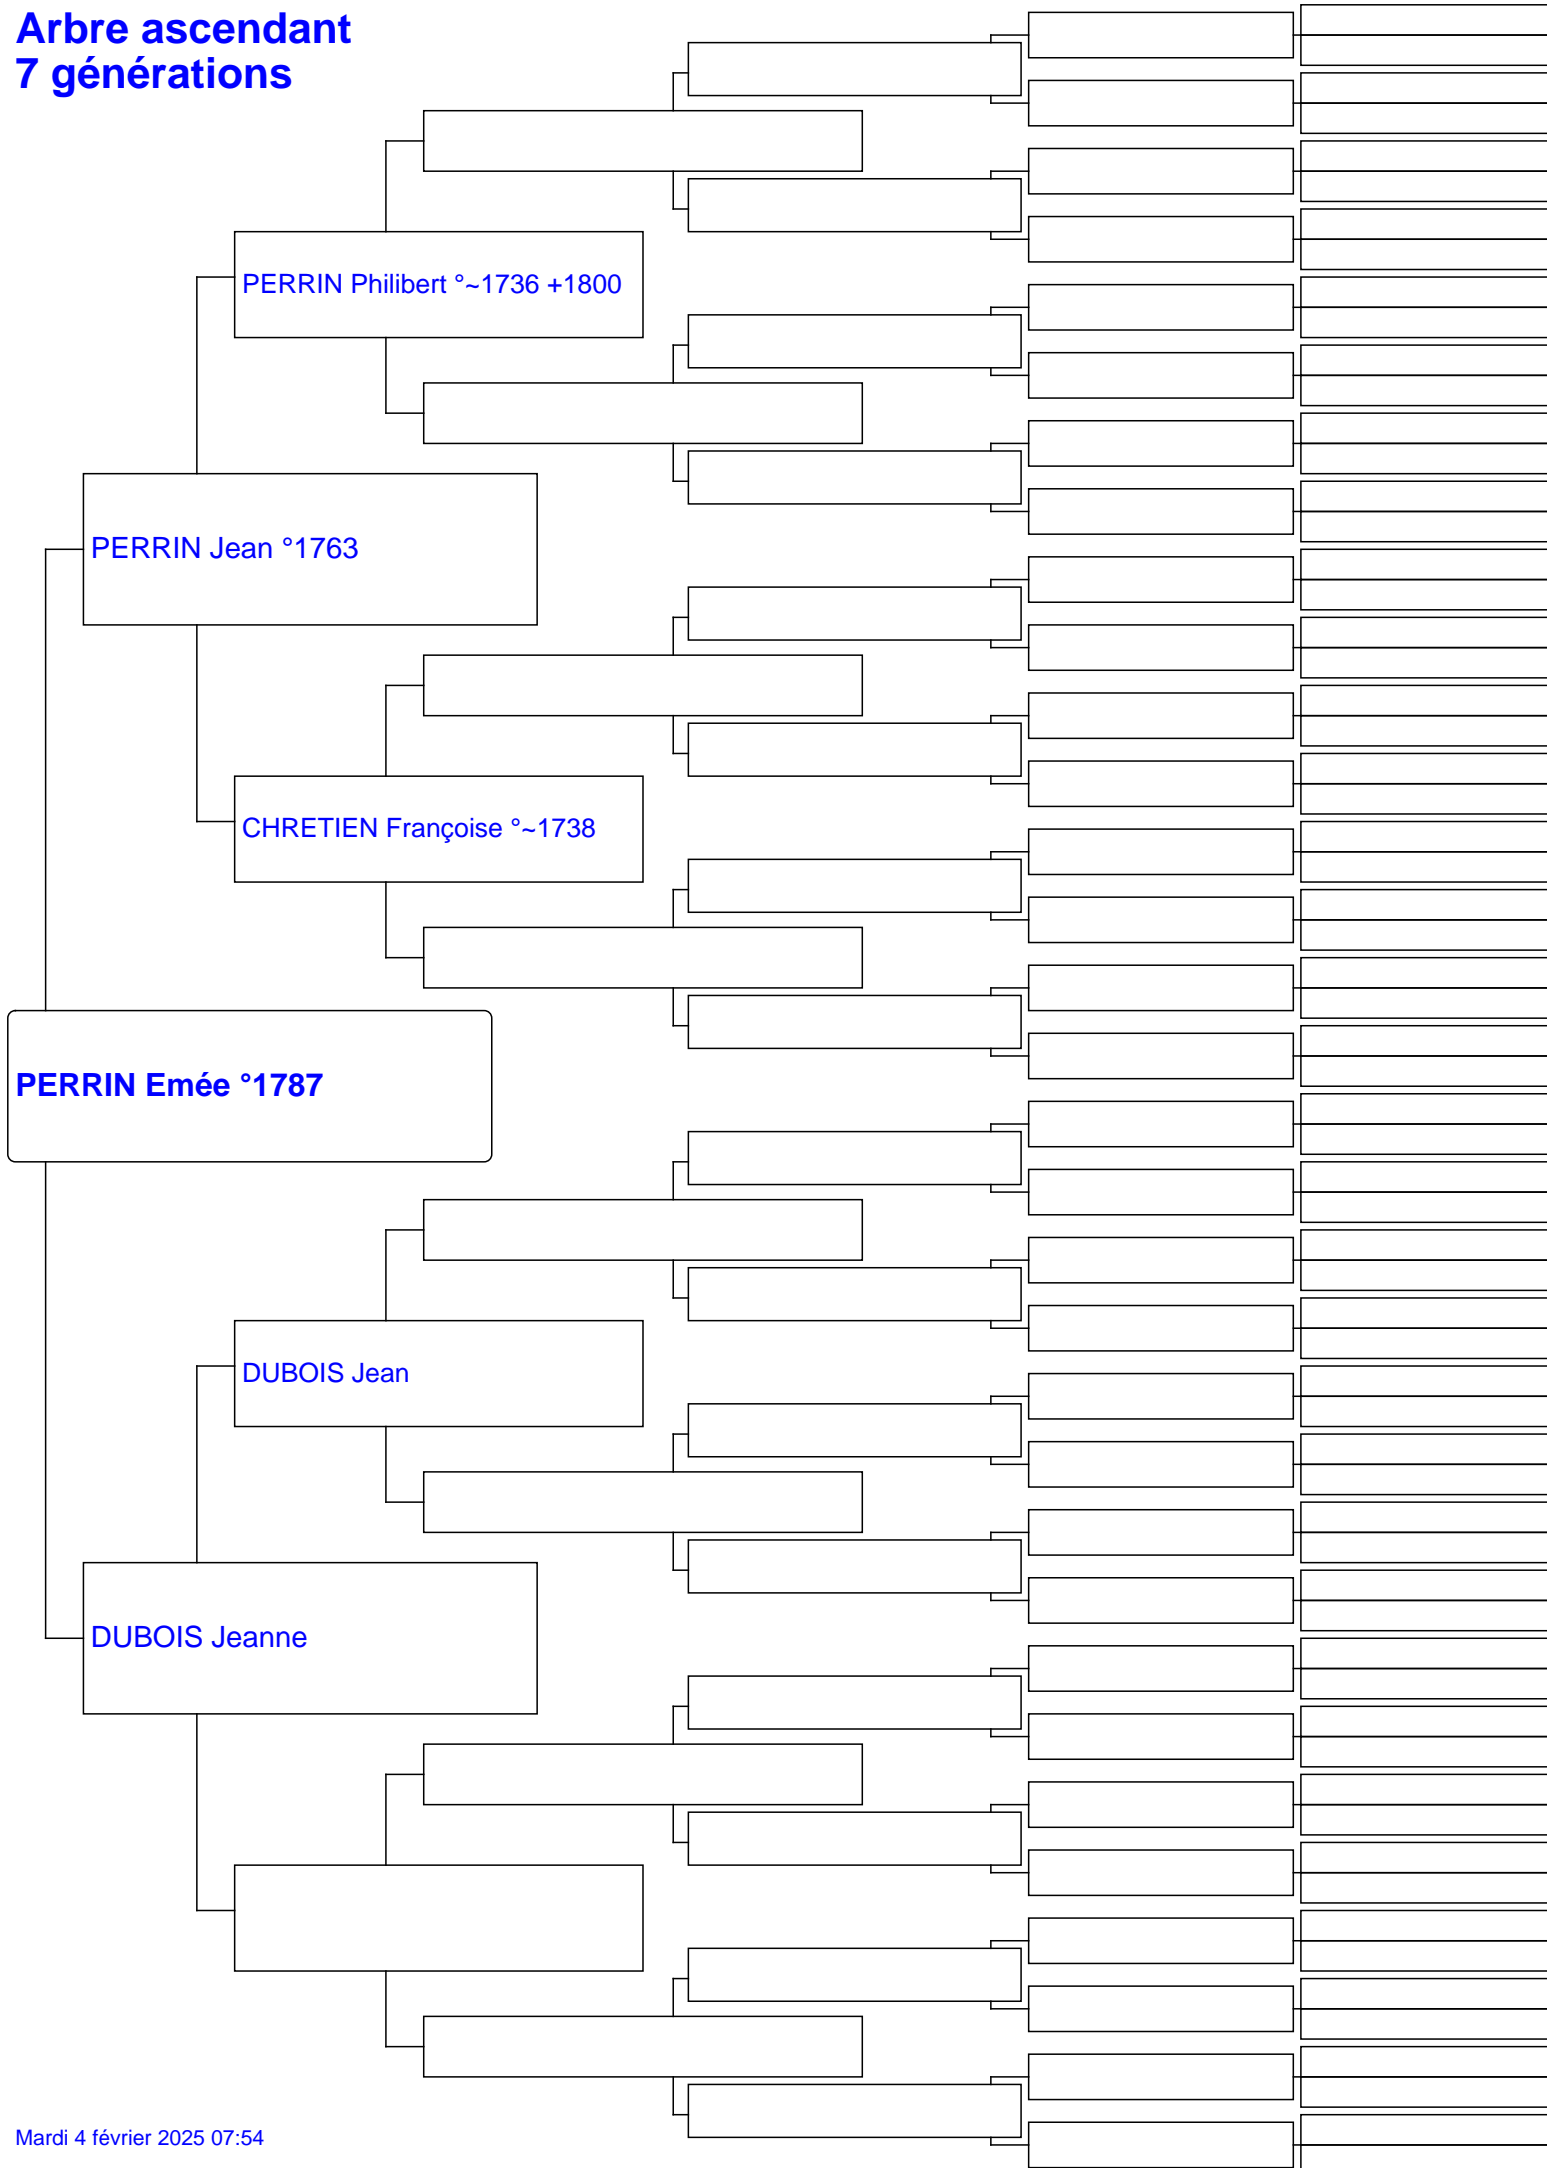 Arbre ascendant
7 générations
PERRIN Philibert °~1736 +1800
PERRIN Jean °1763
CHRETIEN Françoise °~1738
PERRIN Emée °1787
DUBOIS Jean
DUBOIS Jeanne
Mardi 4 février 2025 07:54